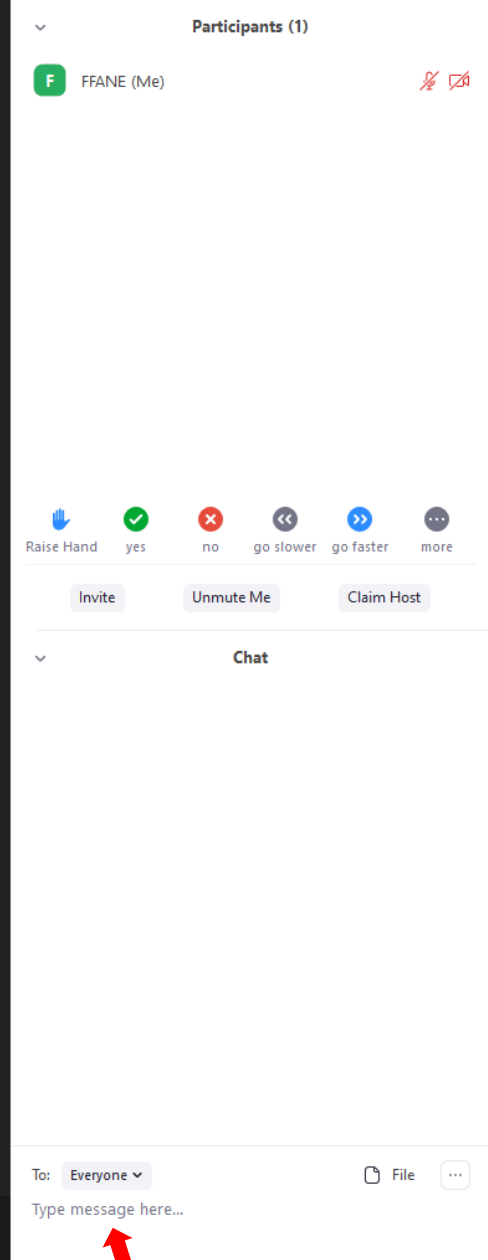 Participants (1)
F FFANE (Me)
Raise Hand yes no go slower go faster more
Invite Unmute Me Claim Host
Chat
To: Everyone File
Type message here...